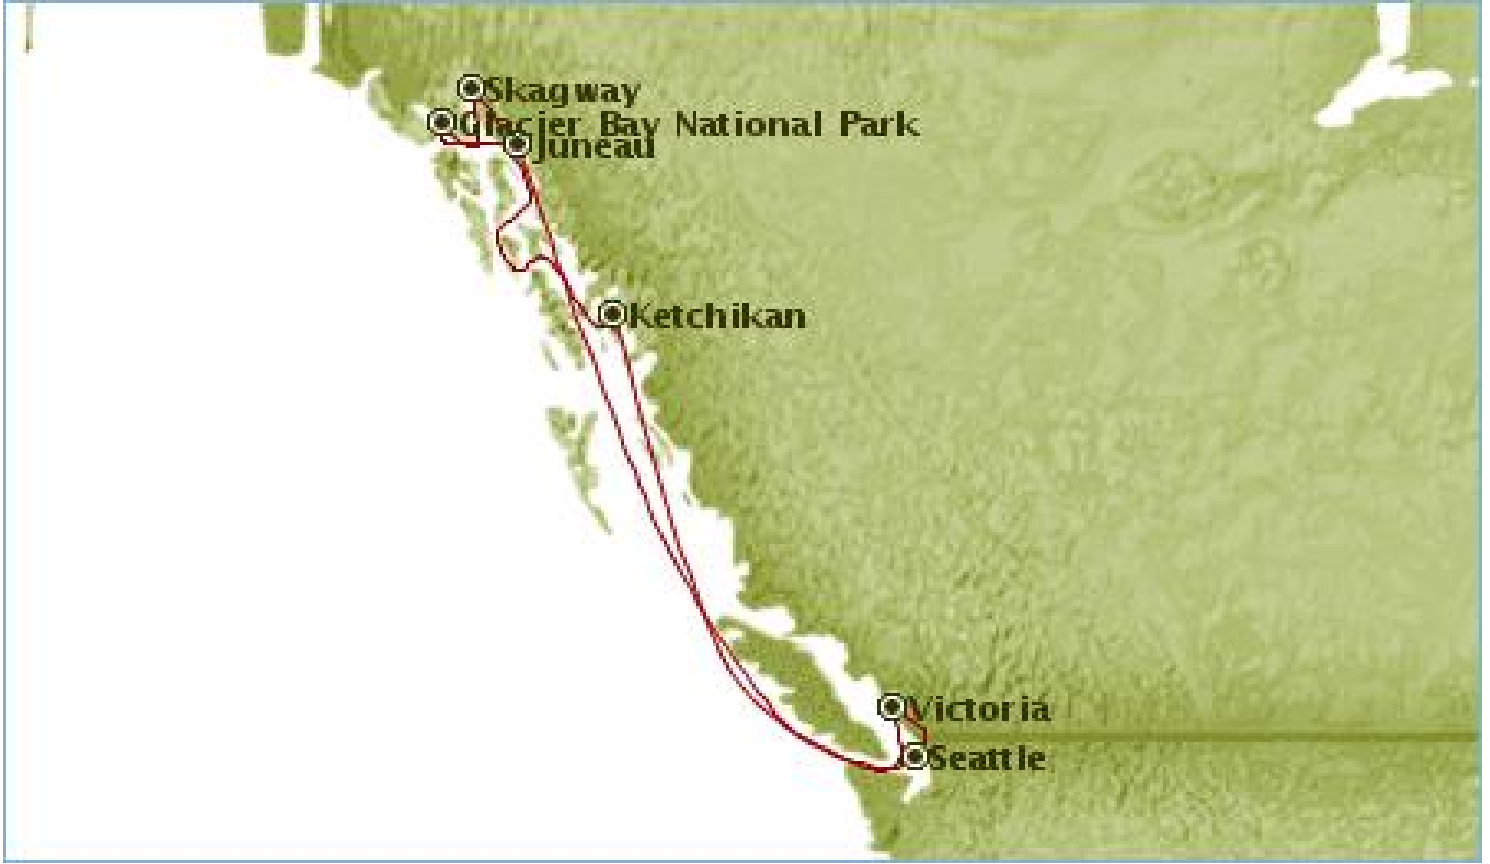 Skagway
Glacier Bay National Park
Juneau
Ketchikan
Victoria
Seattle